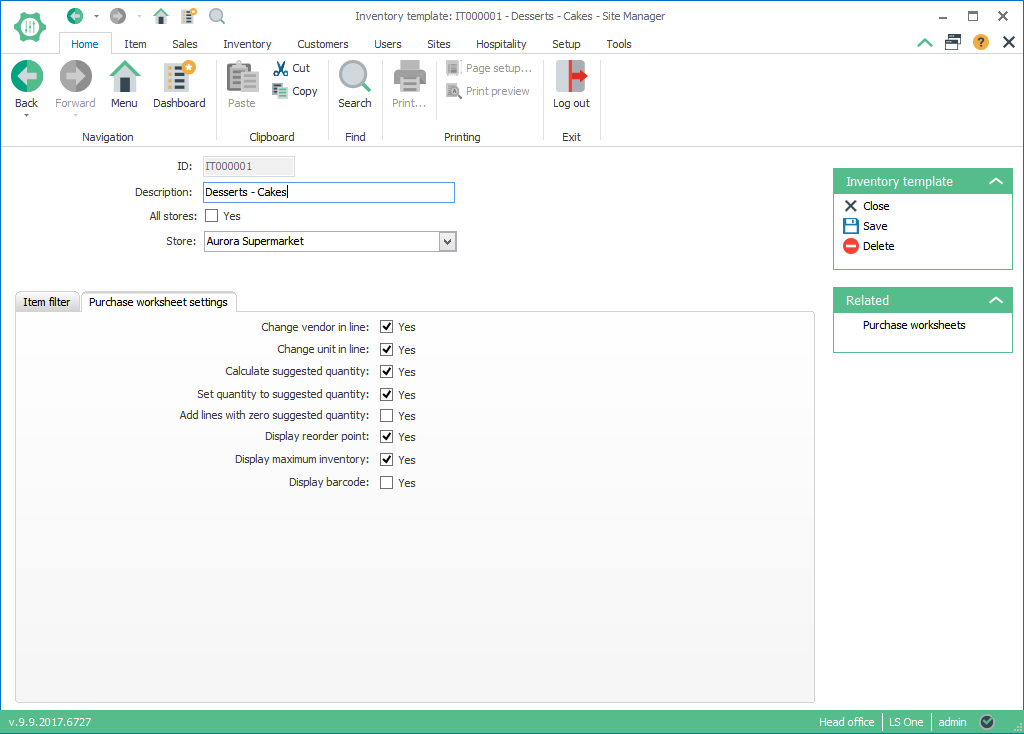 Inventory template: IT000001 - Desserts - Cakes - Site Manager
Home Item Sales Inventory Customers Users Sites Hospitality Setup Tools
Back Forward Menu Dashboard
Navigation
Paste
Cut
Copy
Clipboard
Search
Find
Print...
Page setup...
Print preview
Printing
Log out
Exit
ID: IT000001
Description: Desserts - Cakes
All stores: Yes
Store: Aurora Supermarket
Item filter Purchase worksheet settings
Change vendor in line: Yes
Change unit in line: Yes
Calculate suggested quantity: Yes
Set quantity to suggested quantity: Yes
Add lines with zero suggested quantity: Yes
Display reorder point: Yes
Display maximum inventory: Yes
Display barcode: Yes
Inventory template
Close
Save
Delete
Related
Purchase worksheets
v.9.9.2017.6727
Head office LS One admin